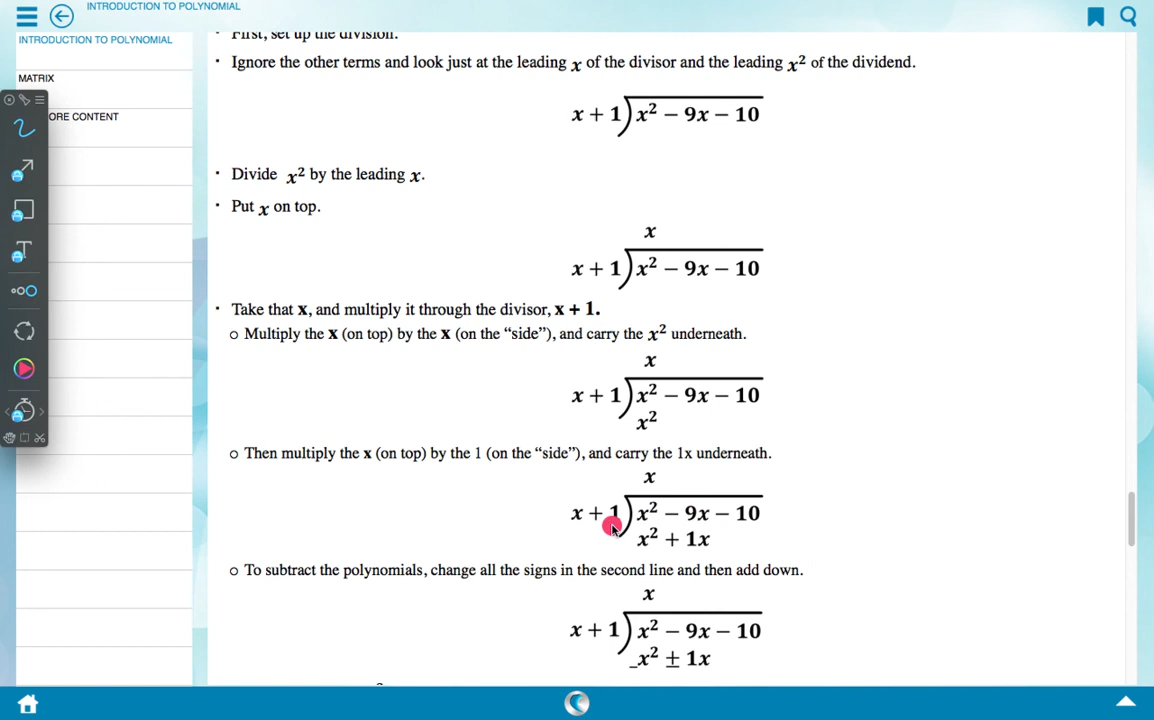 INTRODUCTION TO POLYNOMIAL
INTRODUCTION TO POLYNOMIAL
MATRIX
ORE CONTENT
· First, set up the division.
· Ignore the other terms and look just at the leading x of the divisor and the leading x² of the dividend.
x + 1)x² − 9x − 10
· Divide x² by the leading x.
· Put x on top.
x
x + 1)x² − 9x − 10
· Take that x, and multiply it through the divisor, x + 1.
o Multiply the x (on top) by the x (on the “side”), and carry the x² underneath.
x
x + 1)x² − 9x − 10
x²
o Then multiply the x (on top) by the 1 (on the “side”), and carry the 1x underneath.
x
x + 1)x² − 9x − 10
x² + 1x
o To subtract the polynomials, change all the signs in the second line and then add down.
x
x + 1)x² − 9x − 10
_x² ± 1x